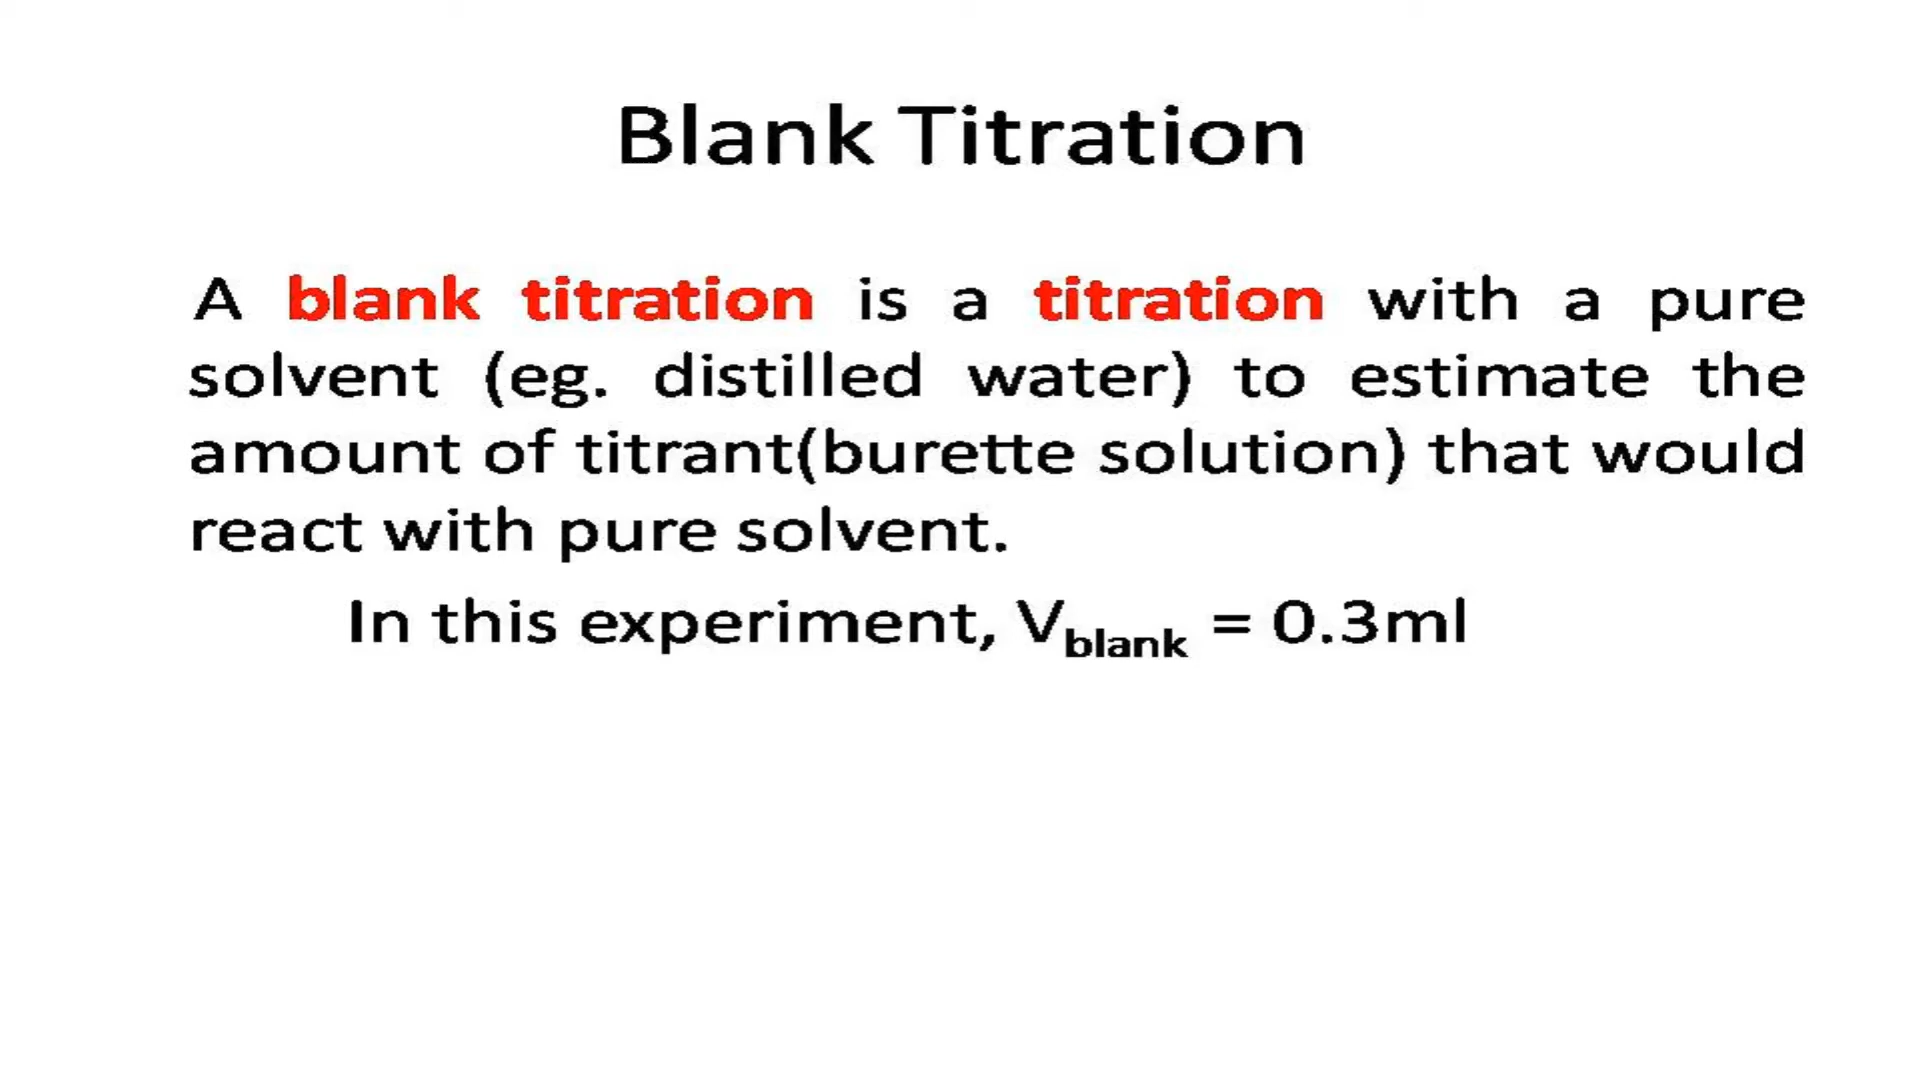 Blank Titration
A blank titration is a titration with a pure
solvent (eg. distilled water) to estimate the
amount of titrant(burette solution) that would
react with pure solvent.
In this experiment, Vblank = 0.3ml